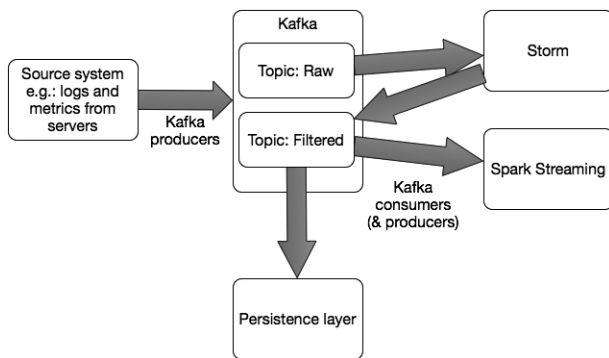 Kafka
Topic: Raw
Storm
Source system
e.g.: logs and
metrics from
servers
Kafka
producers
Topic: Filtered
Spark Streaming
Kafka
consumers
(& producers)
Persistence layer